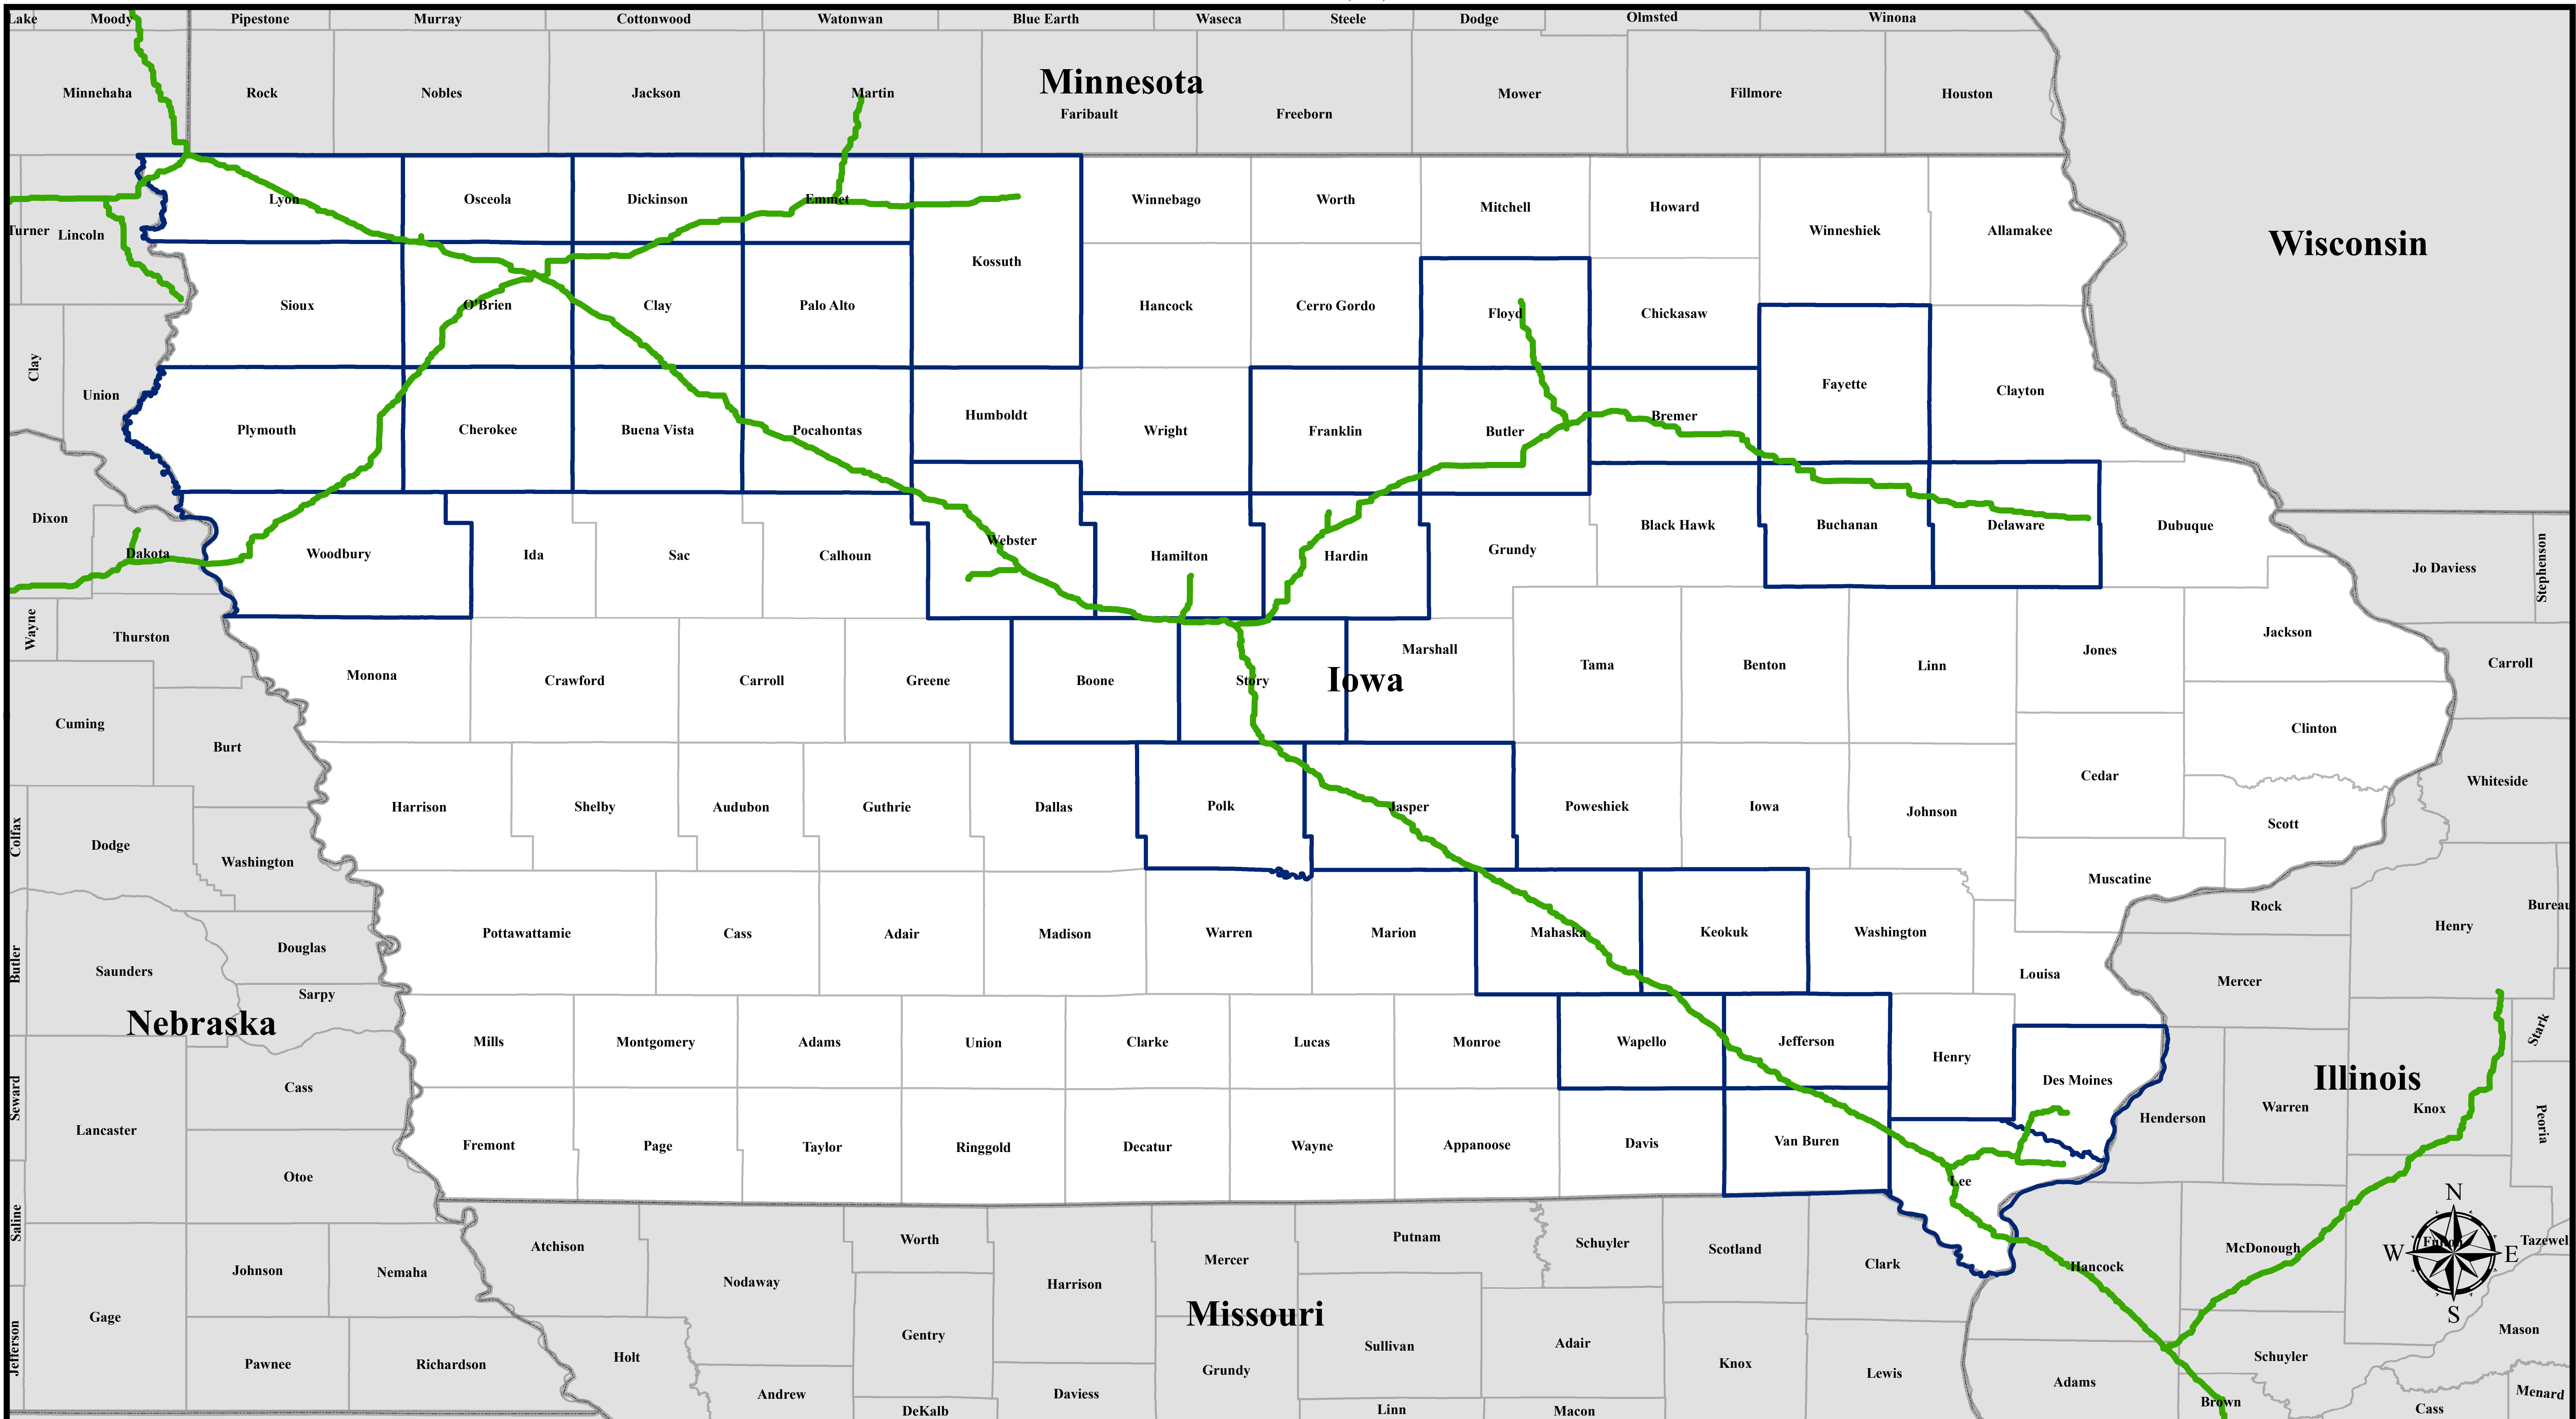 Lake Moody Pipestone Murray Cottonwood Watonwan Blue Earth Waseca Steele Dodge Olmsted Winona
Minnesota
Minnehaha Rock Nobles Jackson Martin Faribault Freeborn Mower Fillmore Houston
Wisconsin
Lyon Osceola Dickinson Emmet Winnebago Worth Mitchell Howard Winneshiek Allamakee
Turner Lincoln
Kossuth
Sioux O'Brien Clay Palo Alto Hancock Cerro Gordo Floyd Chickasaw
Clay Union
Fayette Clayton
Plymouth Cherokee Buena Vista Pocahontas Humboldt Wright Franklin Butler Bremer
Dixon Dakota
Woodbury Ida Sac Calhoun Webster Hamilton Hardin Grundy Black Hawk Buchanan Delaware Dubuque
Jo Daviess Stephenson
Wayne Thurston
Iowa
Monona Crawford Carroll Greene Boone Story Marshall Tama Benton Linn Jones Jackson
Carroll
Cuming Burt
Clinton
Cedar
Whiteside
Colfax Dodge Washington
Harrison Shelby Audubon Guthrie Dallas Polk Jasper Poweshiek Iowa Johnson Scott
Muscatine
Rock Henry Bureau
Butler Saunders Douglas Sarpy
Pottawattamie Cass Adair Madison Warren Marion Mahaska Keokuk Washington Louisa
Mercer
Nebraska
Stark
Mills Montgomery Adams Union Clarke Lucas Monroe Wapello Jefferson Henry Des Moines
Illinois
Seward Lancaster Cass
Henderson Warren Knox Peoria
Fremont Page Taylor Ringgold Decatur Wayne Appanoose Davis Van Buren Lee
Otoe
N
W E
S
Saline
Johnson Nemaha Atchison Nodaway Worth Harrison Mercer Putnam Schuyler Scotland Clark Hancock McDonough Fulton Tazewell
Missouri
Gage
Jefferson Pawnee Richardson Holt Gentry Grundy Sullivan Adair Knox Lewis Adams Schuyler Mason
Andrew DeKalb Daviess Linn Macon Brown Cass Menard